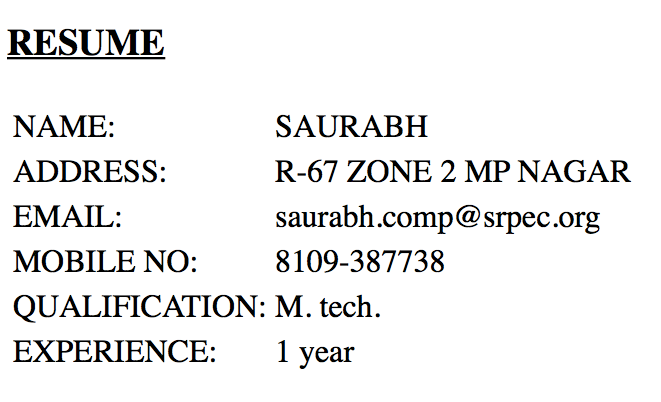 RESUME
NAME: SAURABH
ADDRESS: R-67 ZONE 2 MP NAGAR
EMAIL: saurabh.comp@srpec.org
MOBILE NO: 8109-387738
QUALIFICATION: M. tech.
EXPERIENCE: 1 year